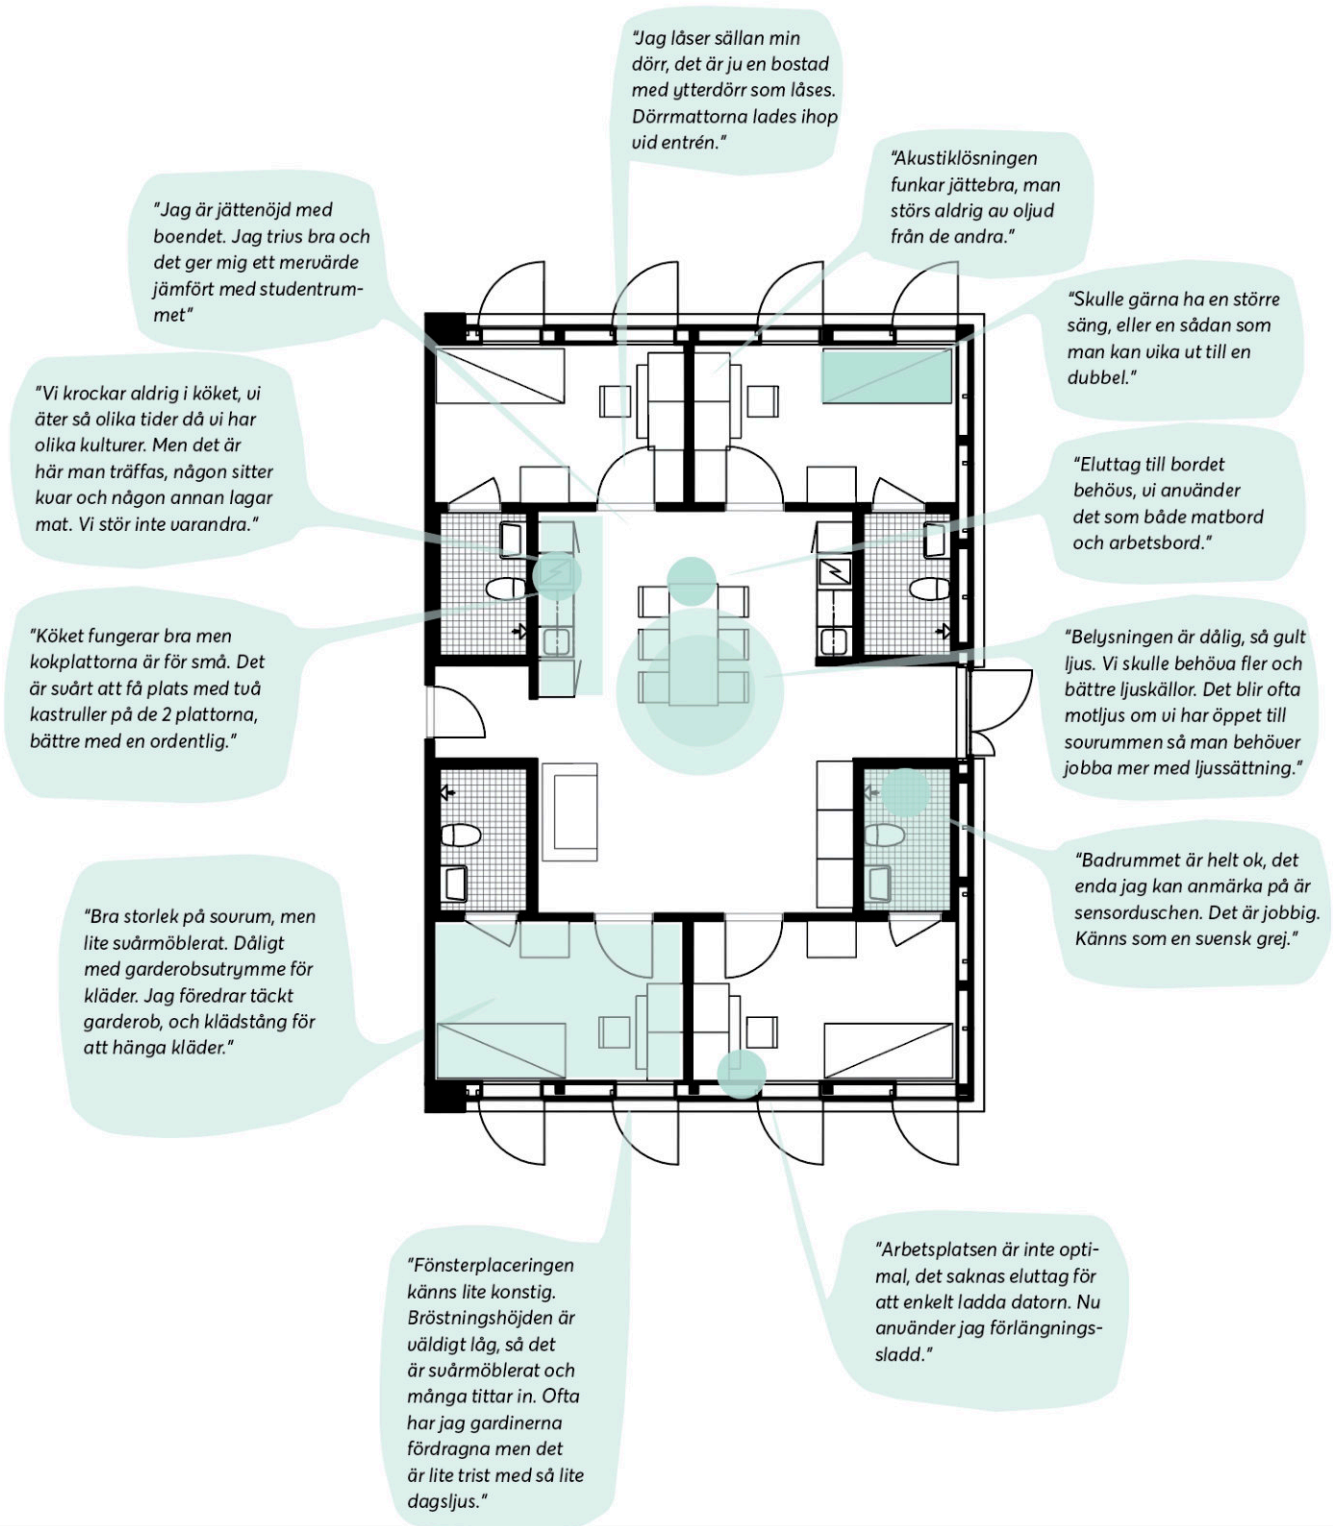 "Jag låser sällan min
dörr, det är ju en bostad
med ytterdörr som låses.
Dörrmattorna lades ihop
vid entrén."
"Akustiklösningen
funkar jättebra, man
störs aldrig av oljud
från de andra."
"Jag är jättenöjd med
boendet. Jag trivs bra och
det ger mig ett mervärde
jämfört med studentrum-
met"
"Skulle gärna ha en större
säng, eller en sådan som
man kan vika ut till en
dubbel."
"Vi krockar aldrig i köket, vi
äter så olika tider då vi har
olika kulturer. Men det är
här man träffas, någon sitter
kvar och någon annan lagar
mat. Vi stör inte varandra."
"Eluttag till bordet
behövs, vi använder
det som både matbord
och arbetsbord."
"Köket fungerar bra men
kokplattorna är för små. Det
är svårt att få plats med två
kastruller på de 2 plattorna,
bättre med en ordentlig."
"Belysningen är dålig, så gult
ljus. Vi skulle behöva fler och
bättre ljuskällor. Det blir ofta
motljus om vi har öppet till
sovrummen så man behöver
jobba mer med ljussättning."
"Badrummet är helt ok, det
enda jag kan anmärka på är
sensorduschen. Det är jobbig.
Känns som en svensk grej."
"Bra storlek på sovrum, men
lite svårmöblerat. Dåligt
med garderobsutrymme för
kläder. Jag föredrar täckt
garderob, och klädstång för
att hänga kläder."
"Fönsterplaceringen
känns lite konstig.
Bröstningshöjden är
väldigt låg, så det
är svårmöblerat och
många tittar in. Ofta
har jag gardinerna
fördragna men det
är lite trist med så lite
dagsljus."
"Arbetsplatsen är inte opti-
mal, det saknas eluttag för
att enkelt ladda datorn. Nu
använder jag förlängnings-
sladd."